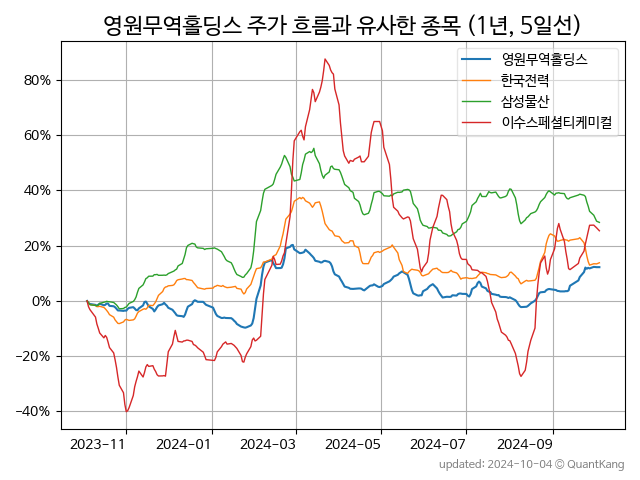 영원무역홀딩스 주가 흐름과 유사한 종목 (1년, 5일선)
영원무역홀딩스
한국전력
삼성물산
이수스페셜티케미컬
80%
60%
40%
20%
0%
−20%
−40%
2023-11
2024-01
2024-03
2024-05
2024-07
2024-09
updated: 2024-10-04 © QuantKang